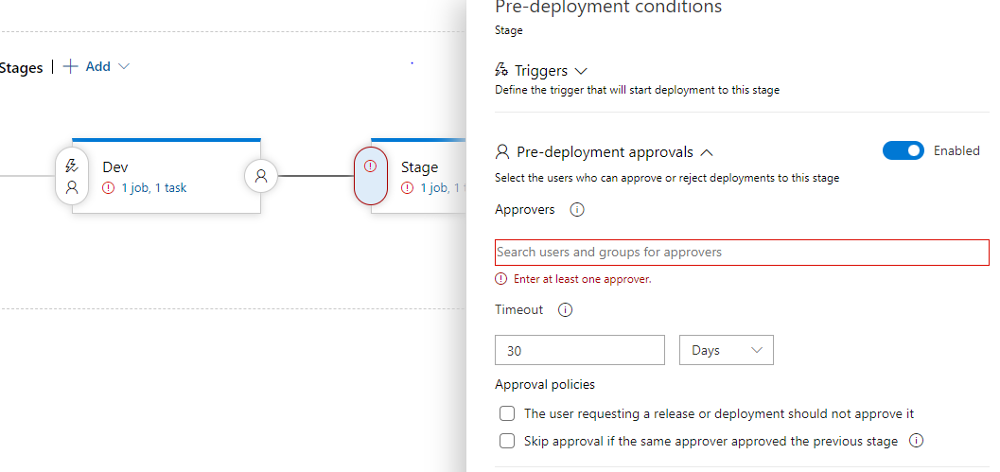 Pre-deployment conditions
Stage
Stages | + Add
Triggers
Define the trigger that will start deployment to this stage
Dev
1 job, 1 task
Stage
1 job, 1 t
Pre-deployment approvals
Enabled
Select the users who can approve or reject deployments to this stage
Approvers
Search users and groups for approvers
Enter at least one approver.
Timeout
30
Days
Approval policies
The user requesting a release or deployment should not approve it
Skip approval if the same approver approved the previous stage